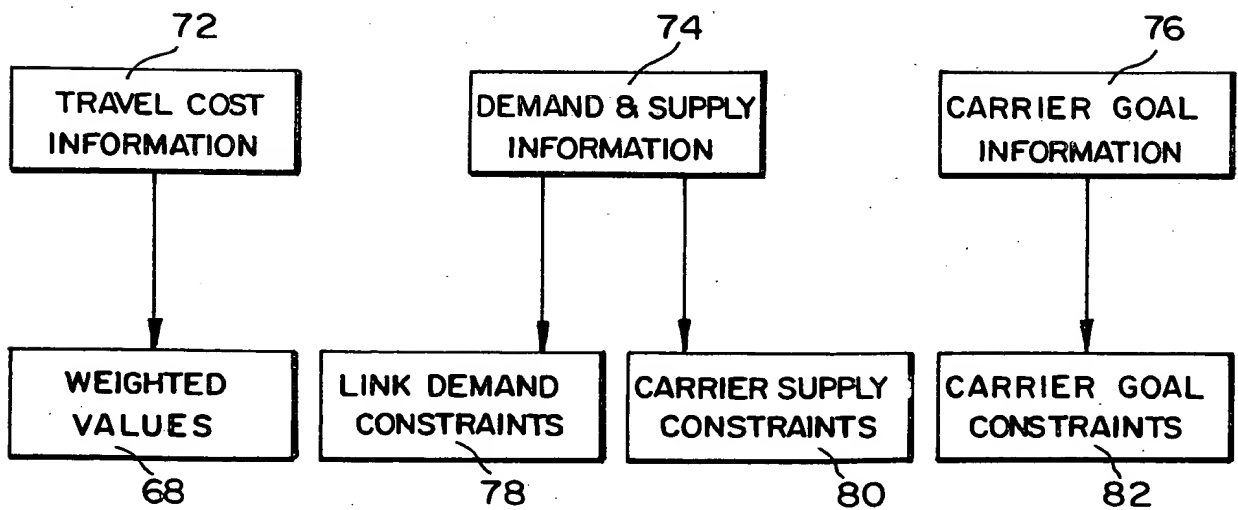 72
74
76
TRAVEL COST
INFORMATION
DEMAND & SUPPLY
INFORMATION
CARRIER GOAL
INFORMATION
WEIGHTED
VALUES
LINK DEMAND
CONSTRAINTS
CARRIER SUPPLY
CONSTRAINTS
CARRIER GOAL
CONSTRAINTS
68
78
80
82